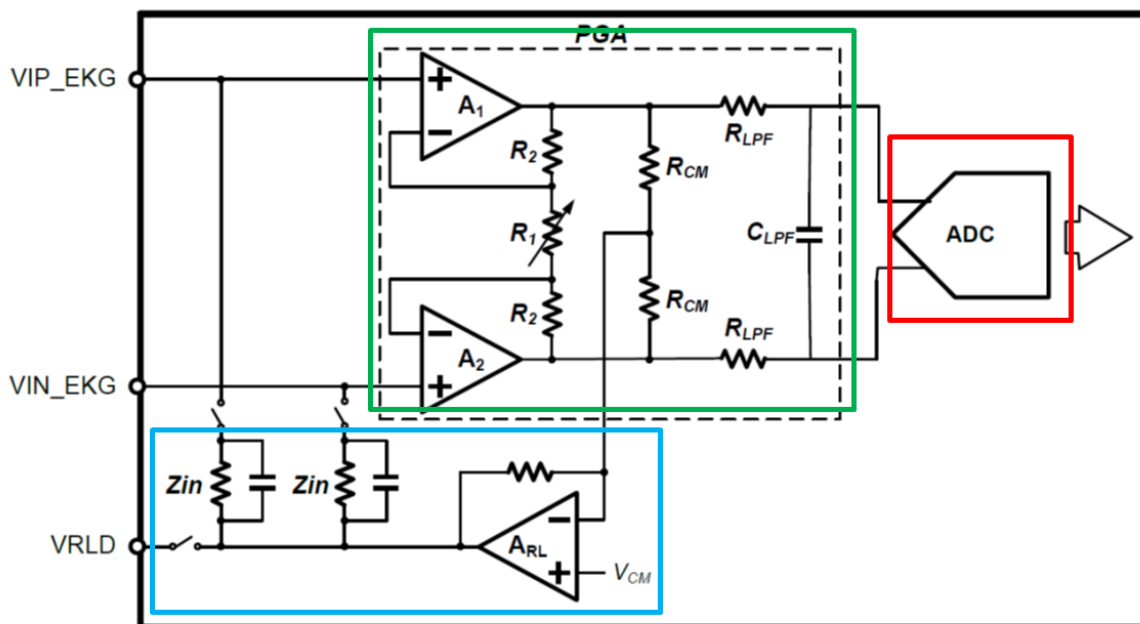 PGA
VIP_EKG
A1
RLPF
R2
RCM
R1
CLPF
ADC
R2
RCM
RLPF
A2
VIN_EKG
Zin
Zin
VRLD
ARL
VCM